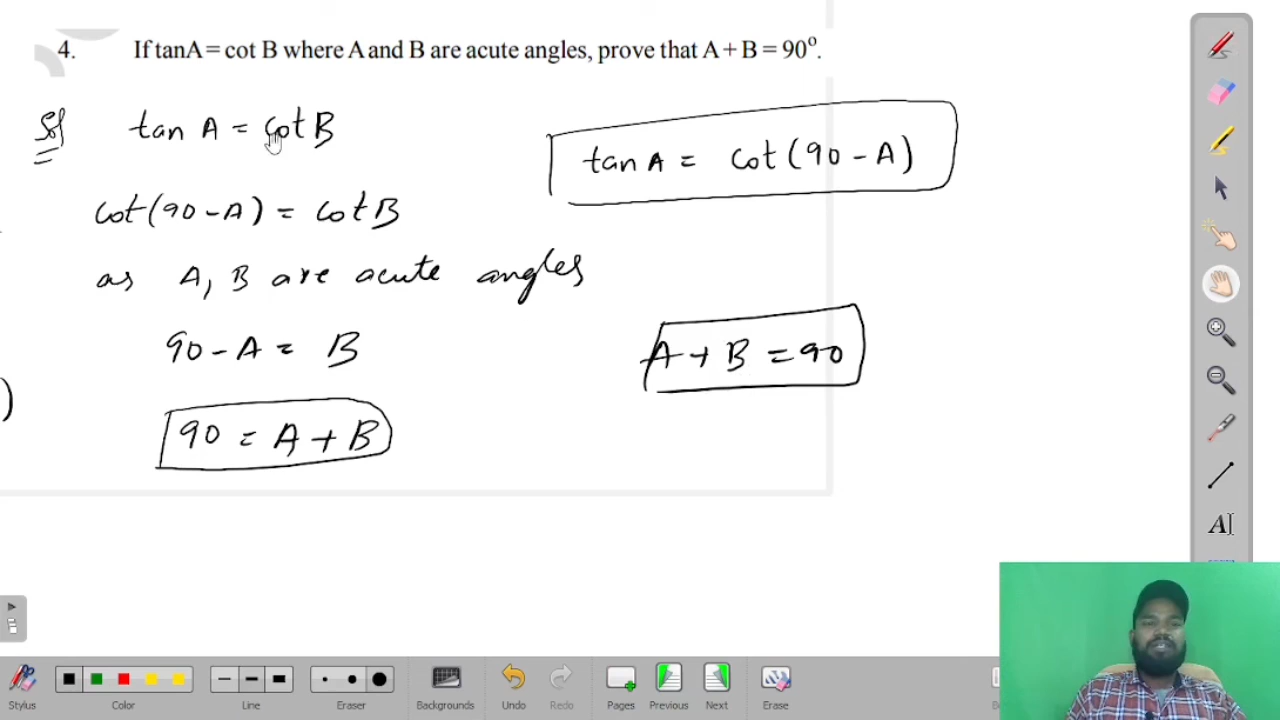 4. If tanA = cot B where A and B are acute angles, prove that A + B = 90⁰.
Sol tan A = cot B
tan A = cot (90 - A)
cot (90 - A) = cot B
as A, B are acute angles
90 - A = B
A + B = 90
)
90 = A + B
A
Stylus Color Line Eraser Backgrounds Undo Redo Pages Previous Next Erase